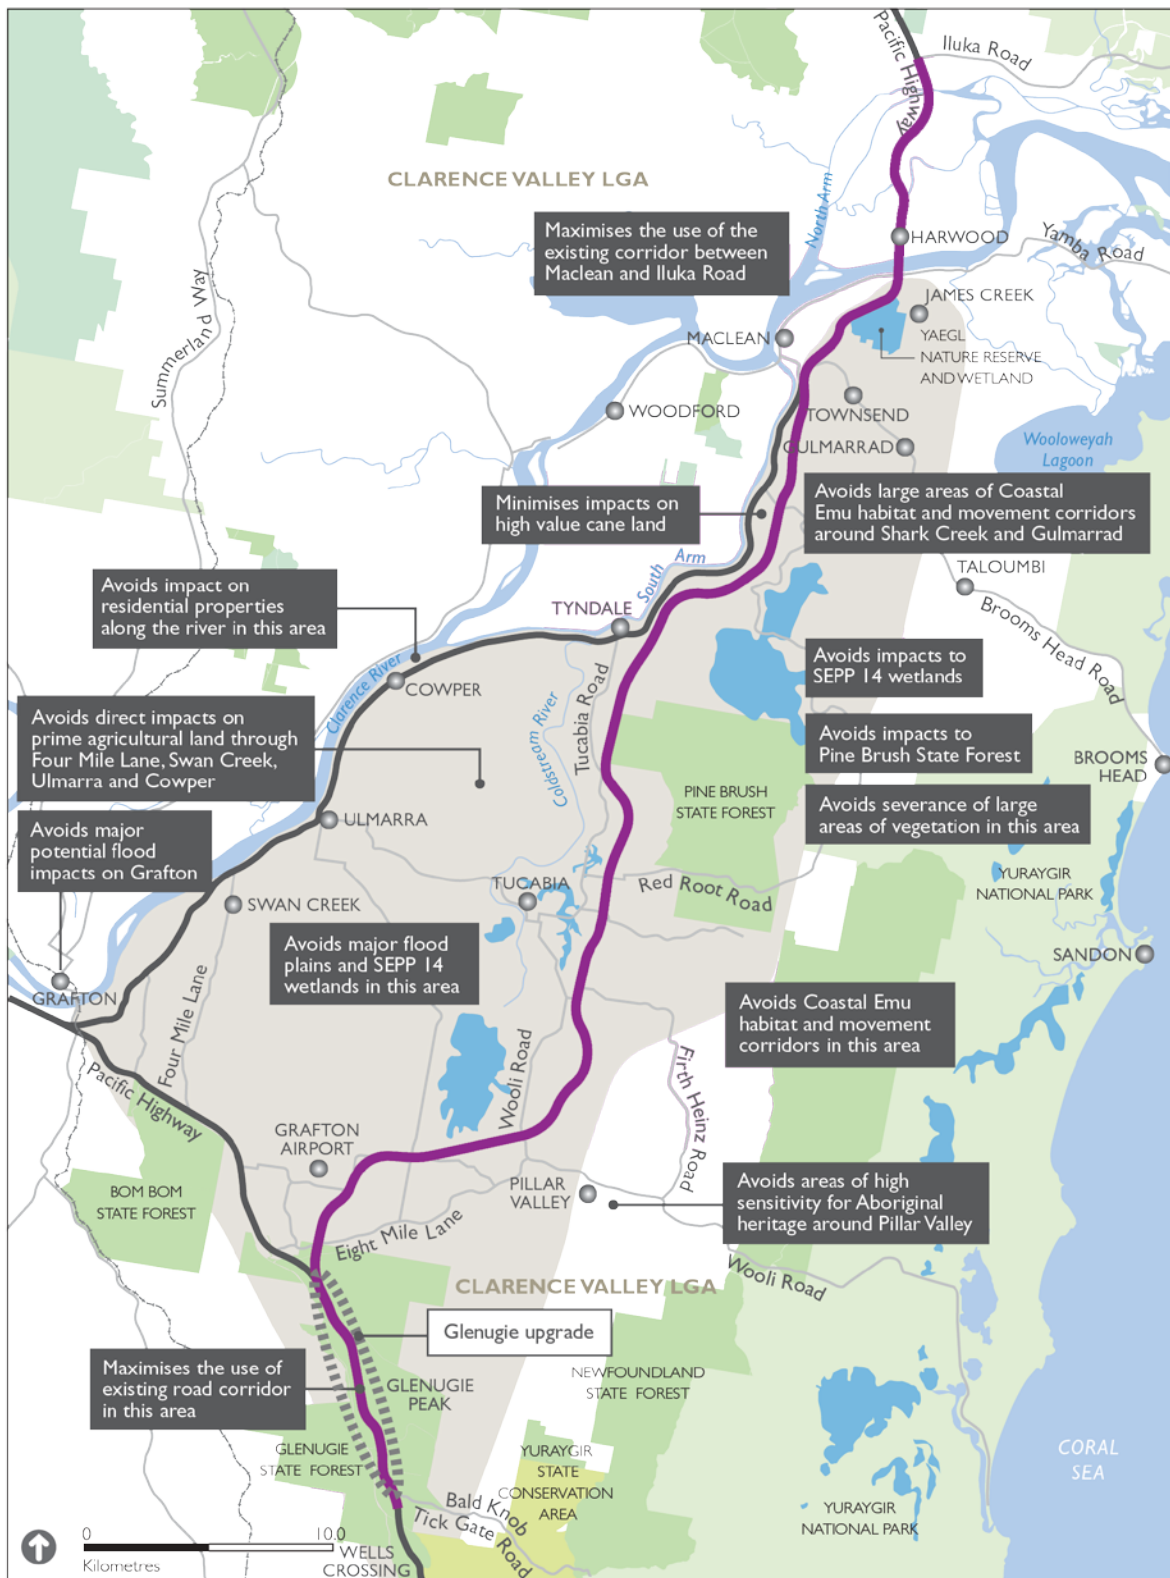 Pacific Highway
Iluka Road
CLARENCE VALLEY LGA
North Arm
Maximises the use of the
existing corridor between
Maclean and Iluka Road
HARWOOD
Yamba Road
JAMES CREEK
Summerland Way
MACLEAN
YAEGL
NATURE RESERVE
AND WETLAND
WOODFORD
TOWNSEND
GULMARRAD
Wooloweyah
Lagoon
Minimises impacts on
high value cane land
Avoids large areas of Coastal
Emu habitat and movement corridors
around Shark Creek and Gulmarrad
South Arm
Avoids impact on
residential properties
along the river in this area
TALOUMBI
TYNDALE
Brooms Head Road
Clarence River
COWPER
Avoids impacts to
SEPP 14 wetlands
Avoids direct impacts on
prime agricultural land through
Four Mile Lane, Swan Creek,
Ulmarra and Cowper
Coldstream River
Tucabia Road
Avoids impacts to
Pine Brush State Forest
BROOMS
HEAD
PINE BRUSH
STATE FOREST
Avoids severance of large
areas of vegetation in this area
ULMARRA
Avoids major
potential flood
impacts on Grafton
TUCABIA
Red Root Road
YURAYGIR
NATIONAL PARK
SWAN CREEK
Avoids major flood
plains and SEPP 14
wetlands in this area
SANDON
GRAFTON
Four Mile Lane
Avoids Coastal Emu
habitat and movement
corridors in this area
Wooli Road
Firth Heinz Road
Pacific Highway
GRAFTON
AIRPORT
BOM BOM
STATE FOREST
PILLAR
VALLEY
Avoids areas of high
sensitivity for Aboriginal
heritage around Pillar Valley
Eight Mile Lane
Wooli Road
CLARENCE VALLEY LGA
Glenugie upgrade
Maximises the use of
existing road corridor
in this area
GLENUGIE
PEAK
NEWFOUNDLAND
STATE FOREST
GLENUGIE
STATE FOREST
YURAYGIR
STATE
CONSERVATION
AREA
CORAL
SEA
Bald Knob
Tick Gate Road
YURAYGIR
NATIONAL PARK
0 10.0
Kilometres
WELLS
CROSSING